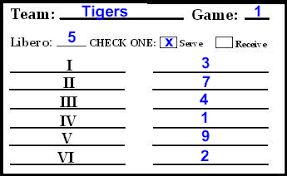 Team: Tigers Game: 1
Libero: 5 CHECK ONE: X Serve Receive
I 3
II 7
III 4
IV 1
V 9
VI 2